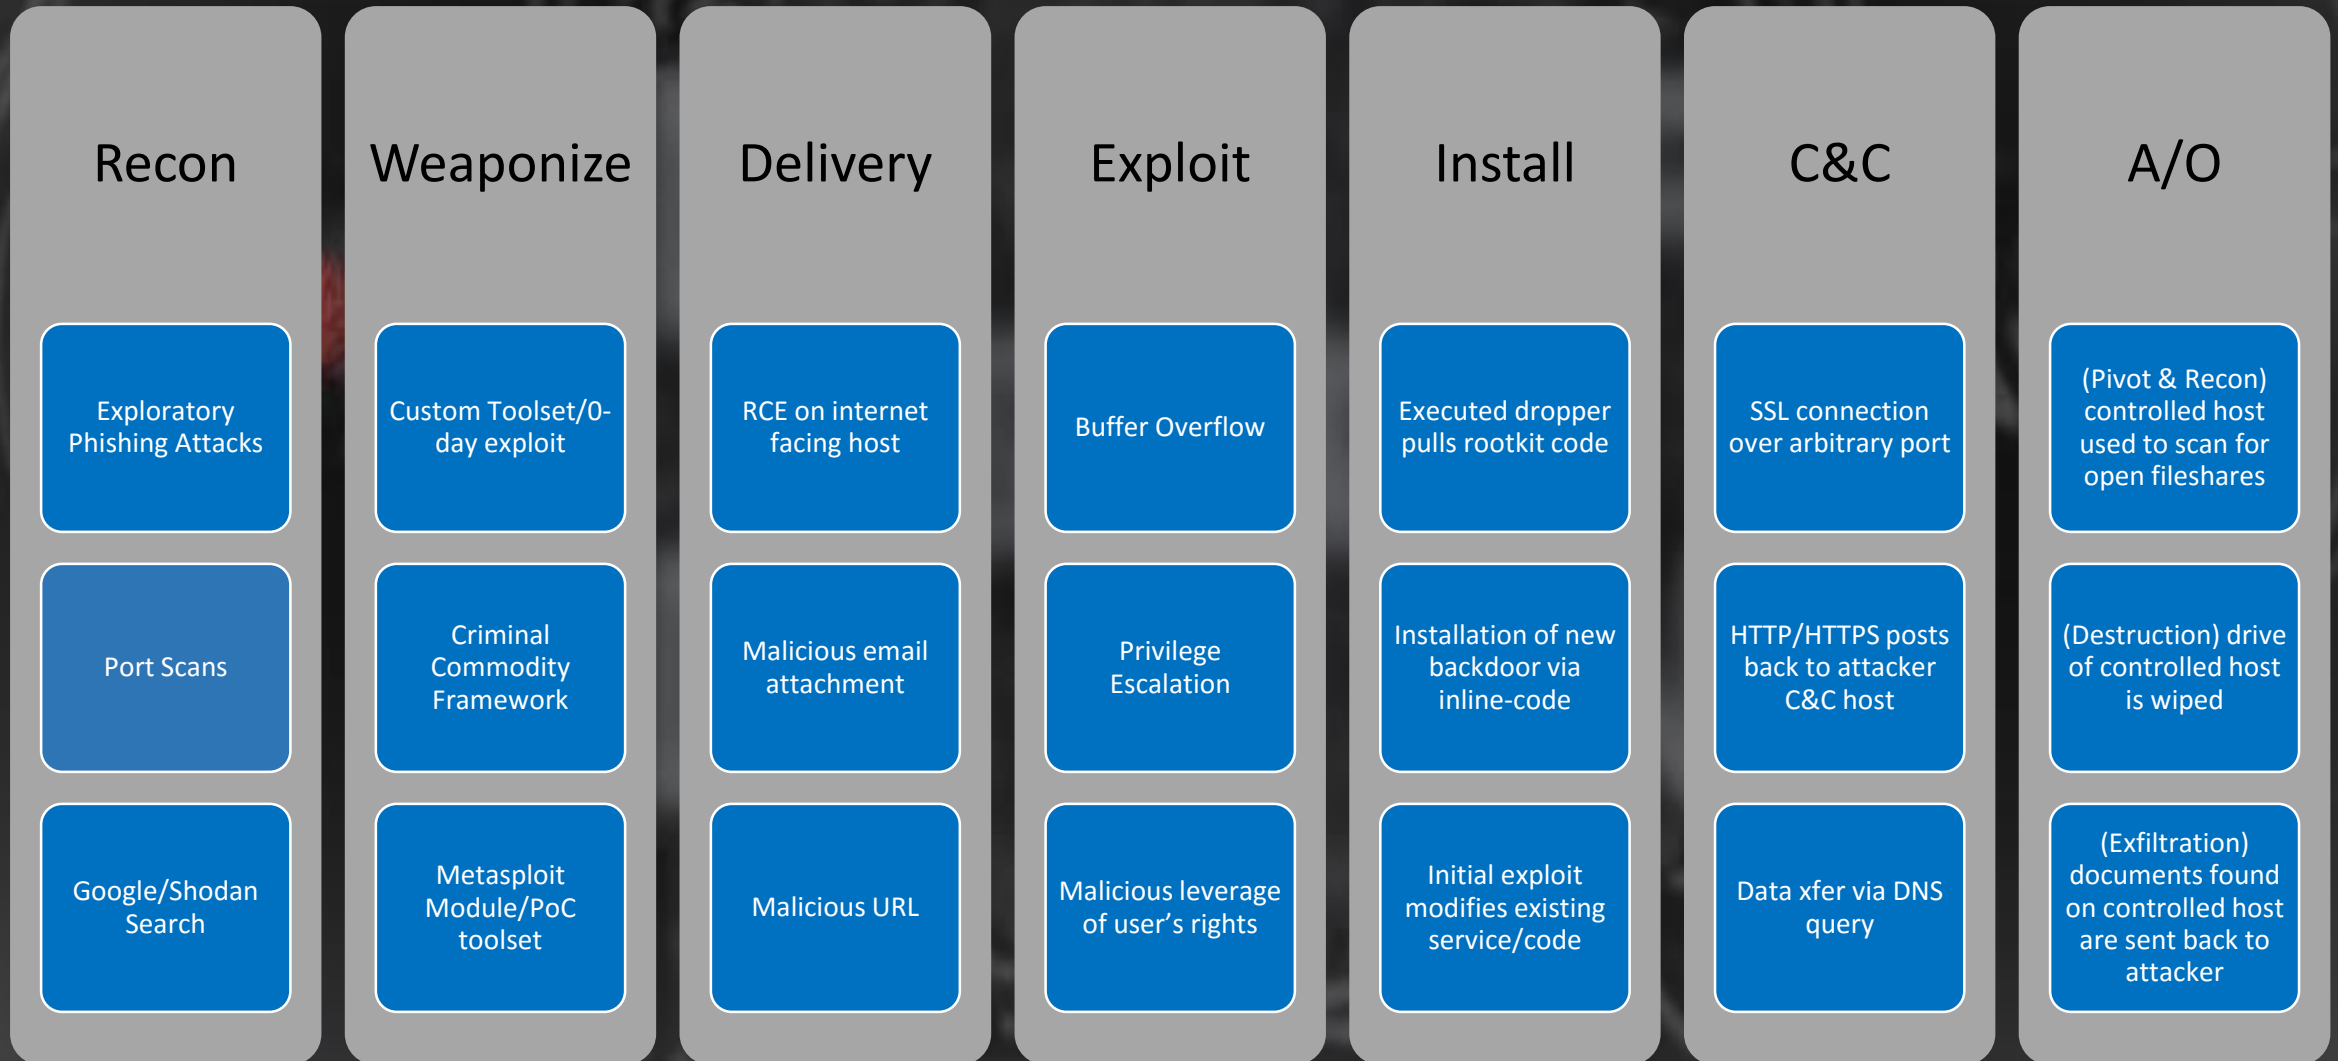 Recon
Exploratory
Phishing Attacks
Port Scans
Google/Shodan
Search
Weaponize
Custom Toolset/0-
day exploit
Criminal
Commodity
Framework
Metasploit
Module/PoC
toolset
Delivery
RCE on internet
facing host
Malicious email
attachment
Malicious URL
Exploit
Buffer Overflow
Privilege
Escalation
Malicious leverage
of user’s rights
Install
Executed dropper
pulls rootkit code
Installation of new
backdoor via
inline-code
Initial exploit
modifies existing
service/code
C&C
SSL connection
over arbitrary port
HTTP/HTTPS posts
back to attacker
C&C host
Data xfer via DNS
query
A/O
(Pivot & Recon)
controlled host
used to scan for
open fileshares
(Destruction) drive
of controlled host
is wiped
(Exfiltration)
documents found
on controlled host
are sent back to
attacker